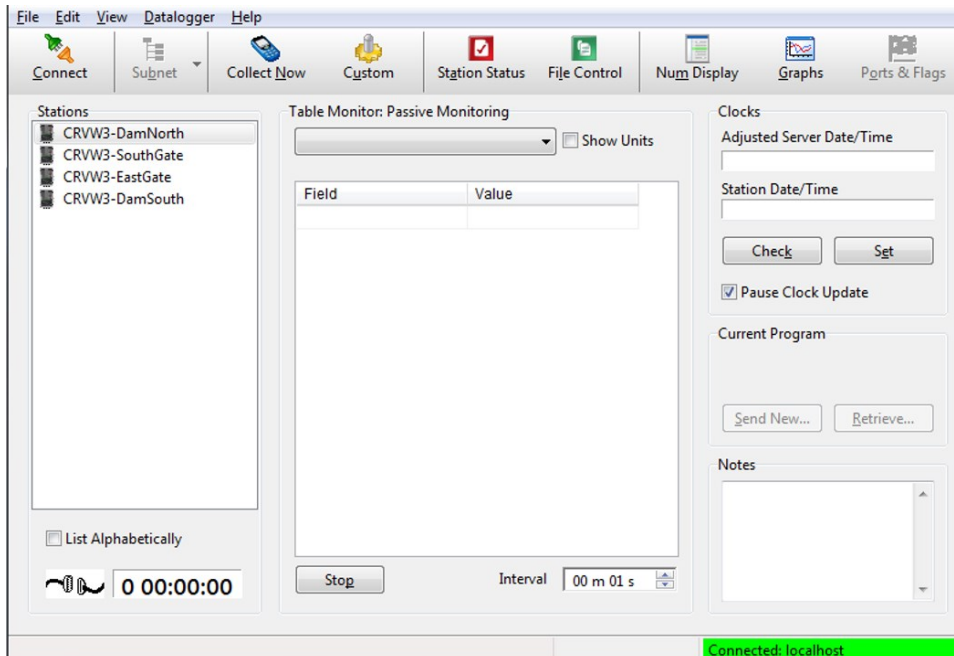 File Edit View Datalogger Help
Connect Subnet Collect Now Custom Station Status File Control Num Display Graphs Ports & Flags
Stations
CRVW3-DamNorth
CRVW3-SouthGate
CRVW3-EastGate
CRVW3-DamSouth
List Alphabetically
0 00:00:00
Table Monitor: Passive Monitoring
Show Units
Field Value
Stop Interval 00 m 01 s
Clocks
Adjusted Server Date/Time
Station Date/Time
Check Set
Pause Clock Update
Current Program
Send New... Retrieve...
Notes
Connected: localhost